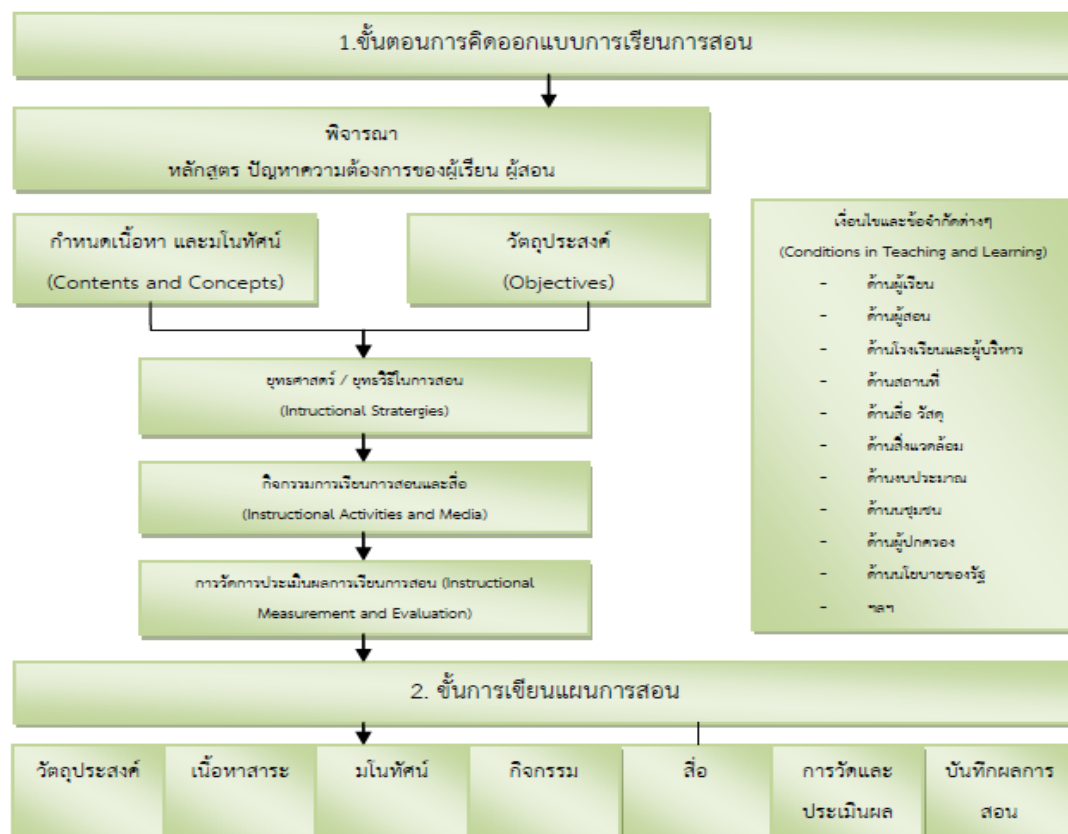 1.ขั้นตอนการคิดออกแบบการเรียนการสอน
พิจารณา
หลักสูตร ปัญหาความต้องการของผู้เรียน ผู้สอน
กำหนดเนื้อหา และมโนทัศน์
(Contents and Concepts)
วัตถุประสงค์
(Objectives)
ยุทธศาสตร์ / ยุทธวิธีในการสอน
(Intructional Stratergies)
กิจกรรมการเรียนการสอนและสื่อ
(Instructional Activities and Media)
การวัดการประเมินผลการเรียนการสอน (Instructional
Measurement and Evaluation)
เงื่อนไขและข้อจำกัดต่างๆ
(Conditions in Teaching and Learning)
- ด้านผู้เรียน
- ด้านผู้สอน
- ด้านโรงเรียนและผู้บริหาร
- ด้านสถานที่
- ด้านสื่อ วัสดุ
- ด้านสิ่งแวดล้อม
- ด้านงบประมาณ
- ด้านนชุมชน
- ด้านผู้ปกครอง
- ด้านนโยบายของรัฐ
- ฯลฯ
2. ขั้นการเขียนแผนการสอน
วัตถุประสงค์
เนื้อหาสาระ
มโนทัศน์
กิจกรรม
สื่อ
การวัดและ
ประเมินผล
บันทึกผลการ
สอน